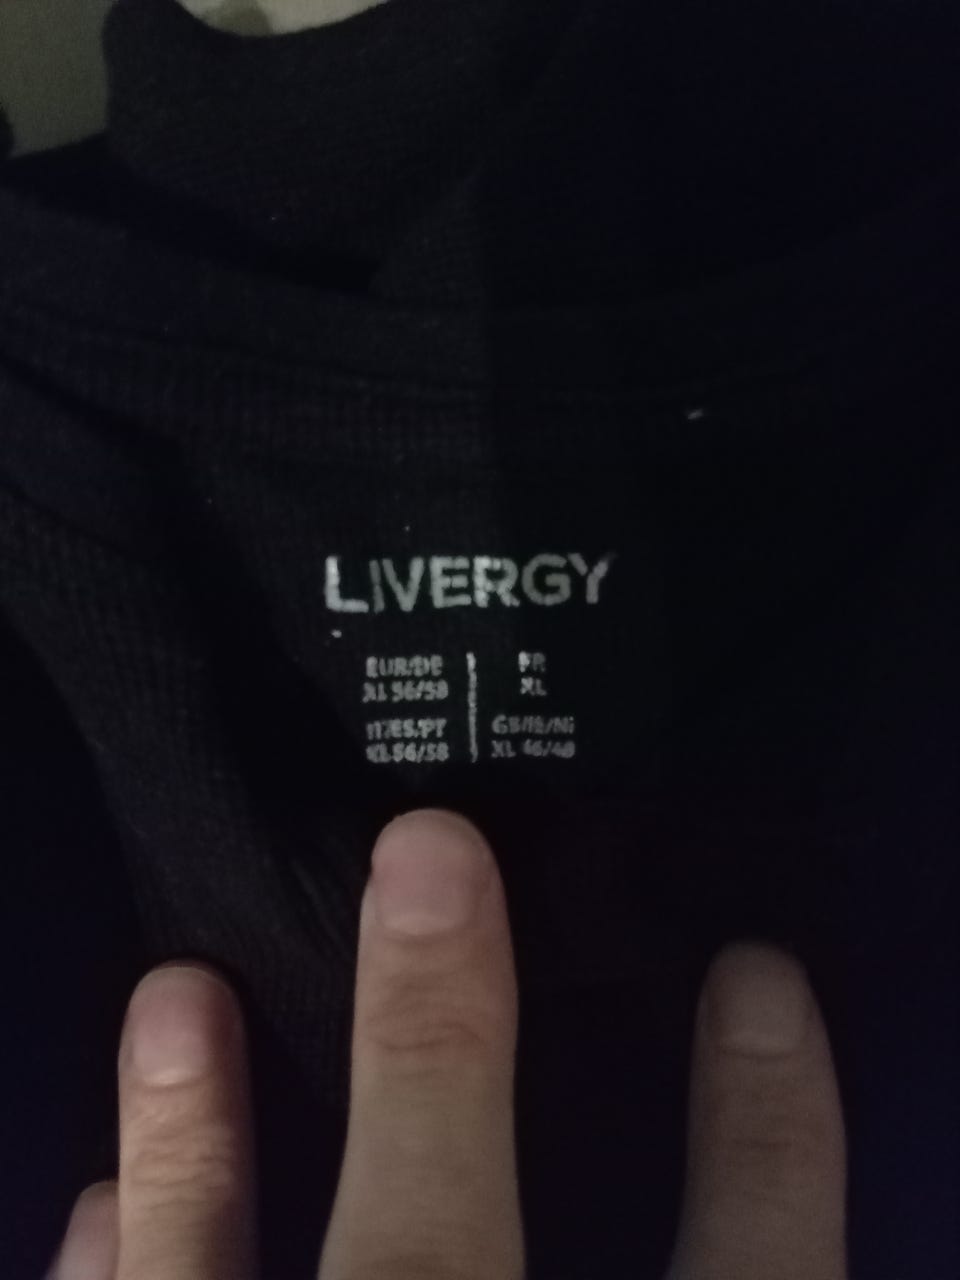 LIVERGY
EUR/DE
XL 56/58
FR
XL
IT/ES/PT
XL 56/58
GB/IE/NI
XL 46/48